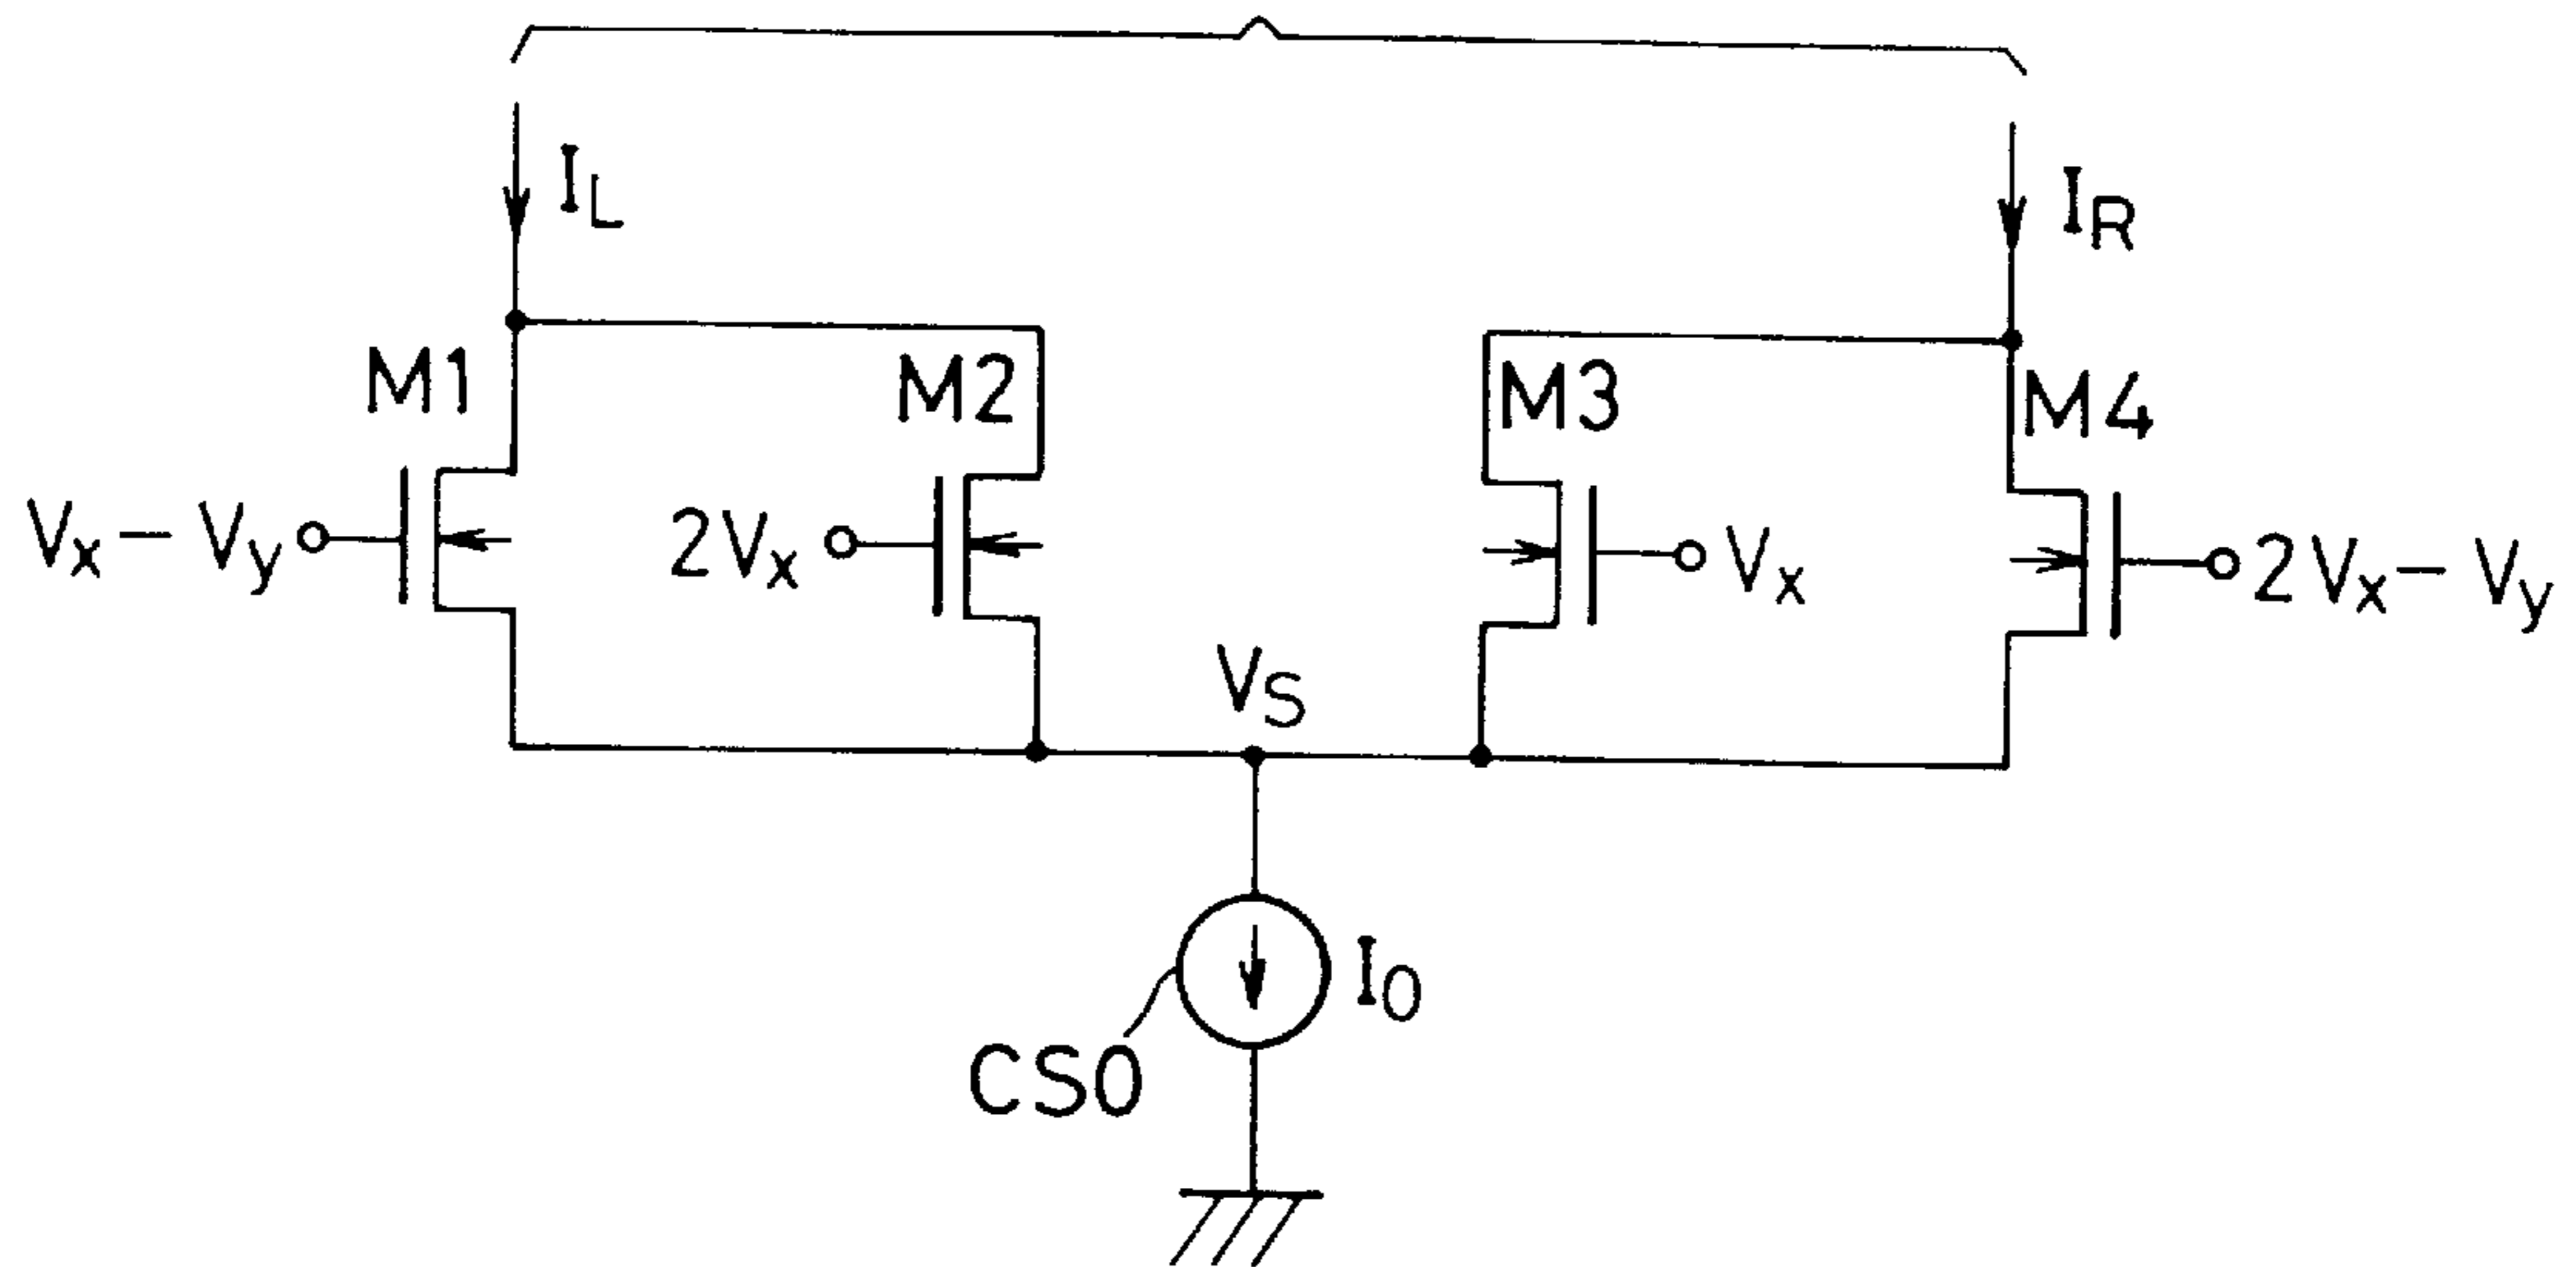 I_L
I_R
M1
M2
M3
M4
V_x - V_y
2V_x
V_x
2V_x - V_y
V_S
I_0
CS0